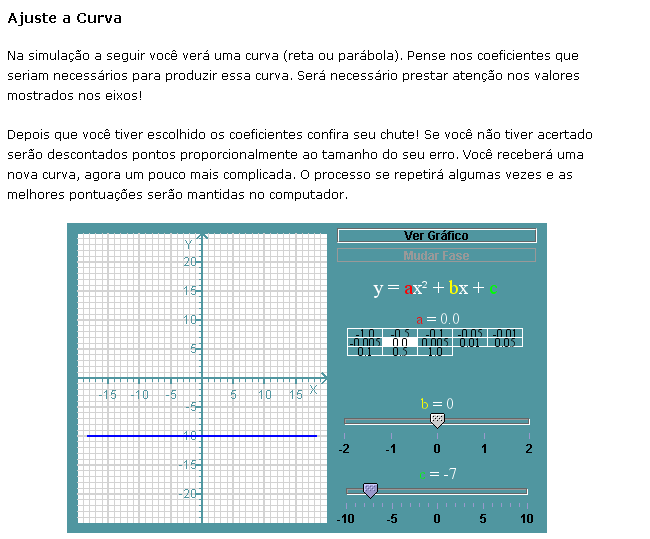 Ajuste a Curva
Na simulação a seguir você verá uma curva (reta ou parábola). Pense nos coeficientes que
seriam necessários para produzir essa curva. Será necessário prestar atenção nos valores
mostrados nos eixos!
Depois que você tiver escolhido os coeficientes confira seu chute! Se você não tiver acertado
serão descontados pontos proporcionalmente ao tamanho do seu erro. Você receberá uma
nova curva, agora um pouco mais complicada. O processo se repetirá algumas vezes e as
melhores pontuações serão mantidas no computador.
Ver Gráfico
Mudar Fase
y = ax² + bx + c
a = 0.0
-1.0 -0.5 -0.1 -0.05 -0.01
-0.005 0.0 0.005 0.01 0.05
0.1 0.5 1.0
b = 0
-2 -1 0 1 2
c = -7
-10 -5 0 5 10
Y
20
15
10
5
-15 -10 -5 5 10 15 X
-5
-10
-15
-20